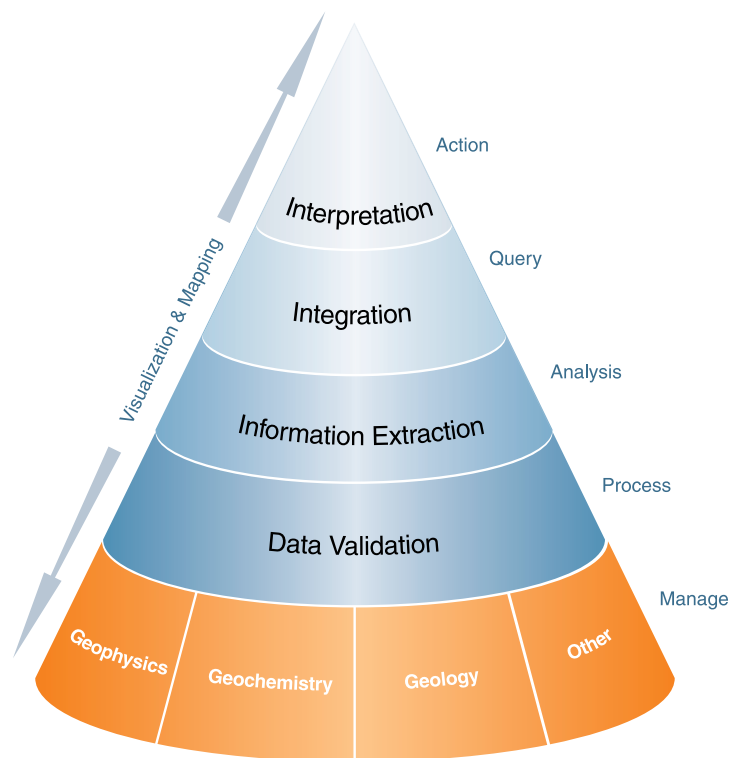 Action
Interpretation
Query
Visualization & Mapping
Integration
Analysis
Information Extraction
Process
Data Validation
Manage
Geophysics
Geochemistry
Geology
Other